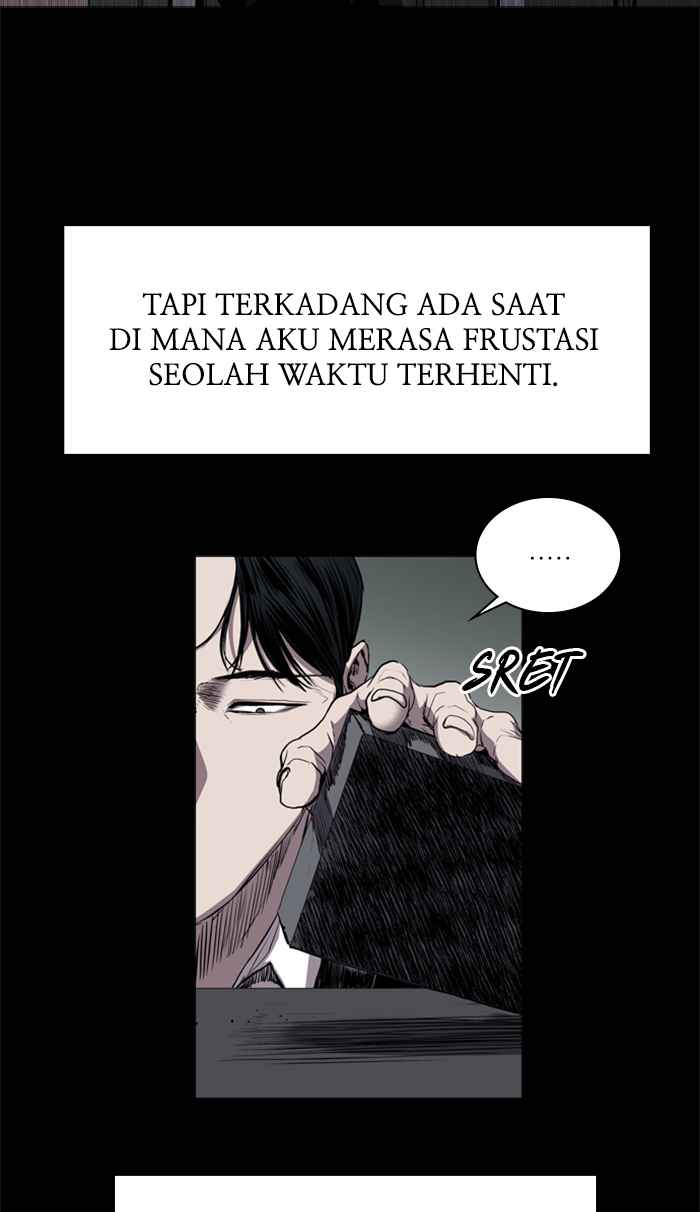 TAPI TERKADANG ADA SAAT
DI MANA AKU MERASA FRUSTASI
SEOLAH WAKTU TERHENTI.
.....
SRET